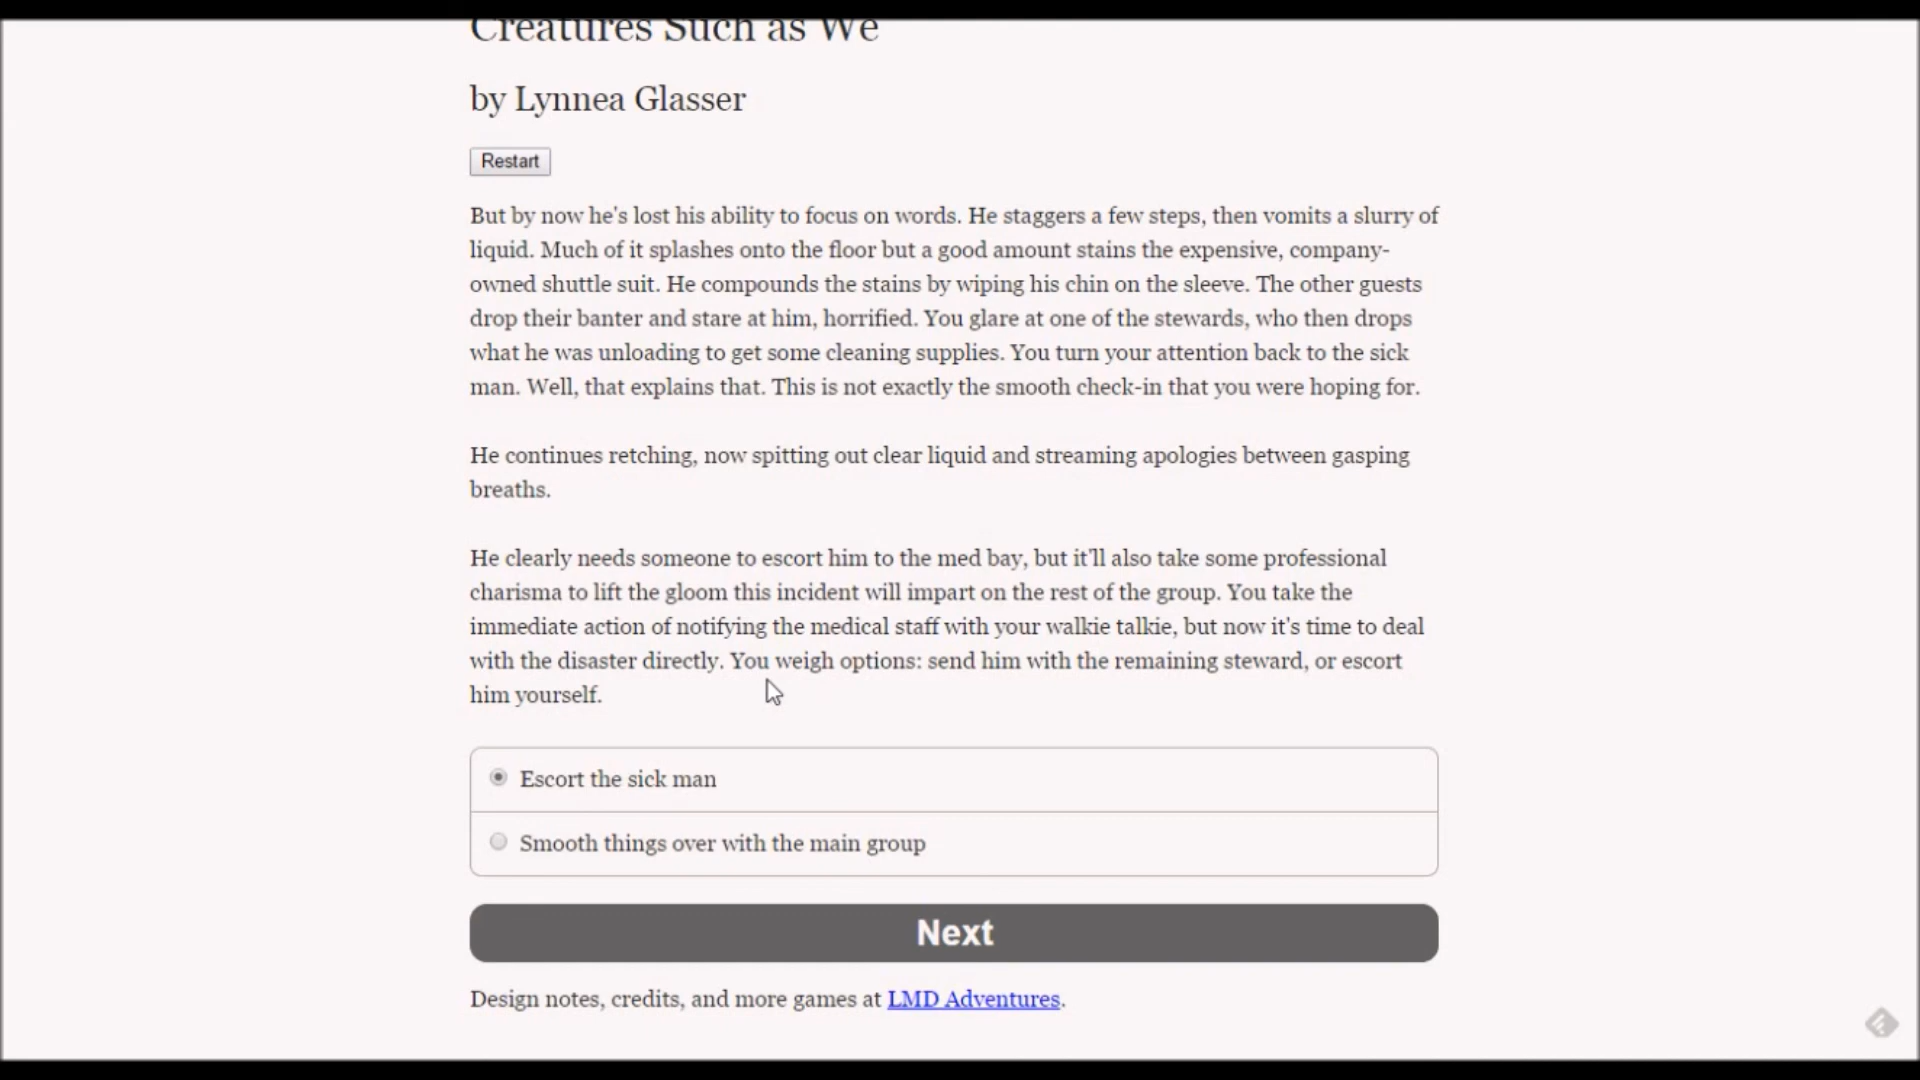 Creatures Such as We
by Lynnea Glasser
Restart
But by now he's lost his ability to focus on words. He staggers a few steps, then vomits a slurry of
liquid. Much of it splashes onto the floor but a good amount stains the expensive, company-
owned shuttle suit. He compounds the stains by wiping his chin on the sleeve. The other guests
drop their banter and stare at him, horrified. You glare at one of the stewards, who then drops
what he was unloading to get some cleaning supplies. You turn your attention back to the sick
man. Well, that explains that. This is not exactly the smooth check-in that you were hoping for.
He continues retching, now spitting out clear liquid and streaming apologies between gasping
breaths.
He clearly needs someone to escort him to the med bay, but it'll also take some professional
charisma to lift the gloom this incident will impart on the rest of the group. You take the
immediate action of notifying the medical staff with your walkie talkie, but now it's time to deal
with the disaster directly. You weigh options: send him with the remaining steward, or escort
him yourself.
Escort the sick man
Smooth things over with the main group
Next
Design notes, credits, and more games at LMD Adventures.